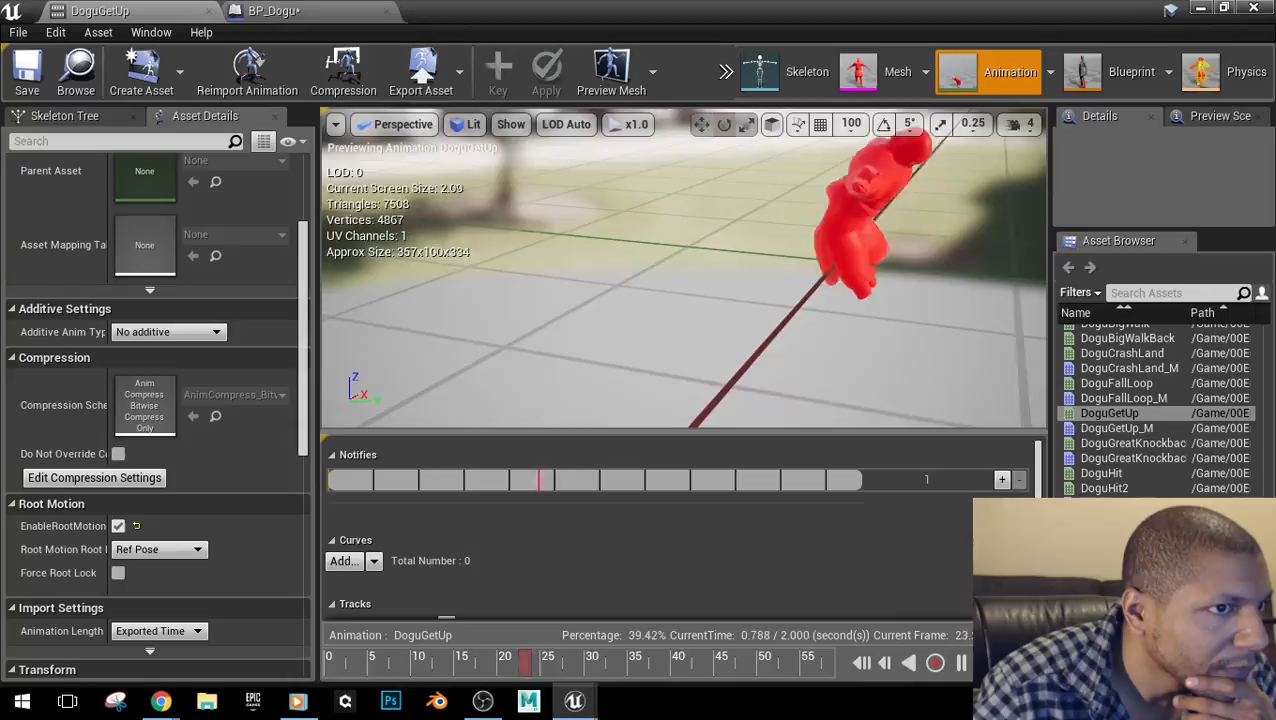 DoguGetUp
BP_Dogu*
File Edit Asset Window Help
Save Browse Create Asset Reimport Animation Compression Export Asset Key Apply Preview Mesh Skeleton Mesh Animation Blueprint Physics
Skeleton Tree Asset Details
Search
Parent Asset None None
Asset Mapping Ta None None
Additive Settings
Additive Anim Typ No additive
Compression
Compression Sche Anim Compress Bitwise Compress Only AnimCompress_Bitw
Do Not Override Co
Edit Compression Settings
Root Motion
EnableRootMotion
Root Motion Root Ref Pose
Force Root Lock
Import Settings
Animation Length Exported Time
Transform
Perspective Lit Show LOD Auto x1.0 100 5° 0.25 4
Previewing Animation DoguGetUp
LOD: 0
Current Screen Size: 2.09
Triangles: 7508
Vertices: 4867
UV Channels: 1
Approx Size: 357x100x334
Z X Y
Notifies
1 + -
Curves
Add... Total Number : 0
Tracks
Animation : DoguGetUp Percentage: 39.42% CurrentTime: 0.788 / 2.000 (second(s)) Current Frame: 23.
0 5 10 15 20 25 30 35 40 45 50 55
Details Preview Sce
Asset Browser
Filters Search Assets
Name Path
DoguBigWalk /Game/00E
DoguBigWalkBack /Game/00E
DoguCrashLand /Game/00E
DoguCrashLand_M /Game/00E
DoguFallLoop /Game/00E
DoguFallLoop_M /Game/00E
DoguGetUp /Game/00E
DoguGetUp_M /Game/00E
DoguGreatKnockbac /Game/00E
DoguGreatKnockbac /Game/00E
DoguHit /Game/00E
DoguHit2 /Game/00E
EPIC GAMES
Ps
M